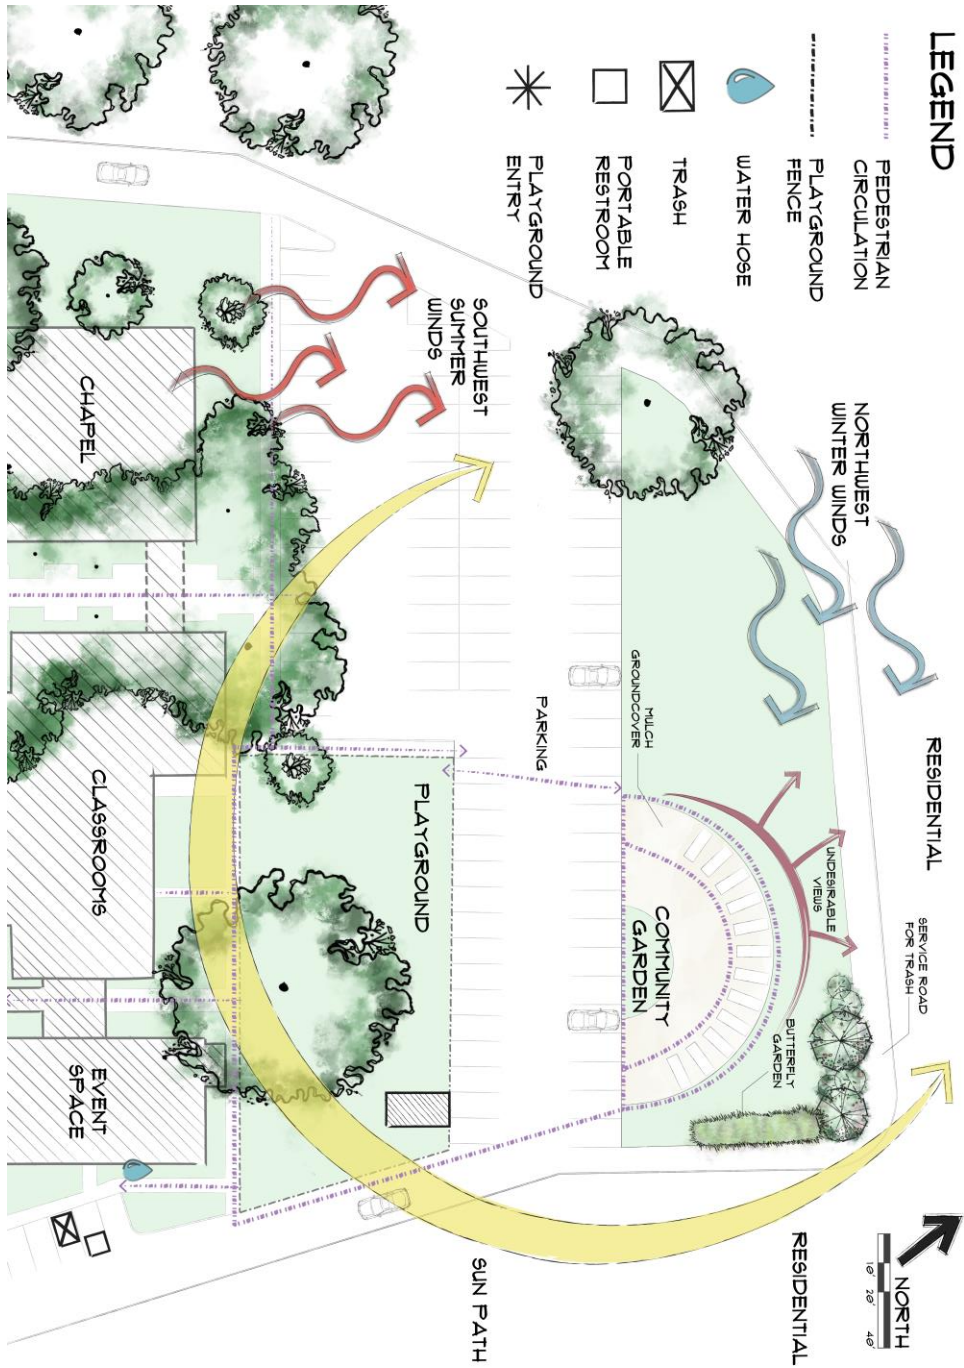 LEGEND
PEDESTRIAN
CIRCULATION
PLAYGROUND
FENCE
WATER HOSE
TRASH
PORTABLE
RESTROOM
PLAYGROUND
ENTRY
NORTHWEST
WINTER WINDS
SOUTHWEST
SUMMER
WINDS
RESIDENTIAL
SERVICE ROAD
FOR TRASH
UNDESIRABLE
VIEWS
BUTTERFLY
GARDEN
MULCH
GROUNDCOVER
COMMUNITY
GARDEN
PARKING
PLAYGROUND
CHAPEL
CLASSROOMS
EVENT
SPACE
RESIDENTIAL
SUN PATH
NORTH
10' 20' 40'